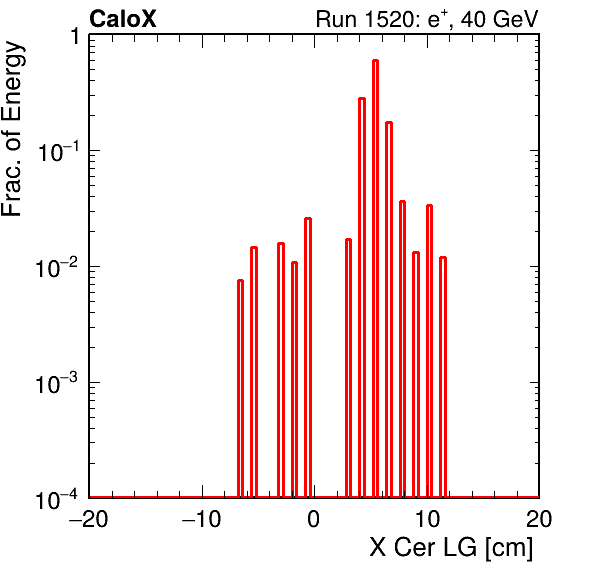 CaloX Run 1520: e⁺, 40 GeV
Frac. of Energy
1
10⁻¹
10⁻²
10⁻³
10⁻⁴
−20 −10 0 10 20
X Cer LG [cm]